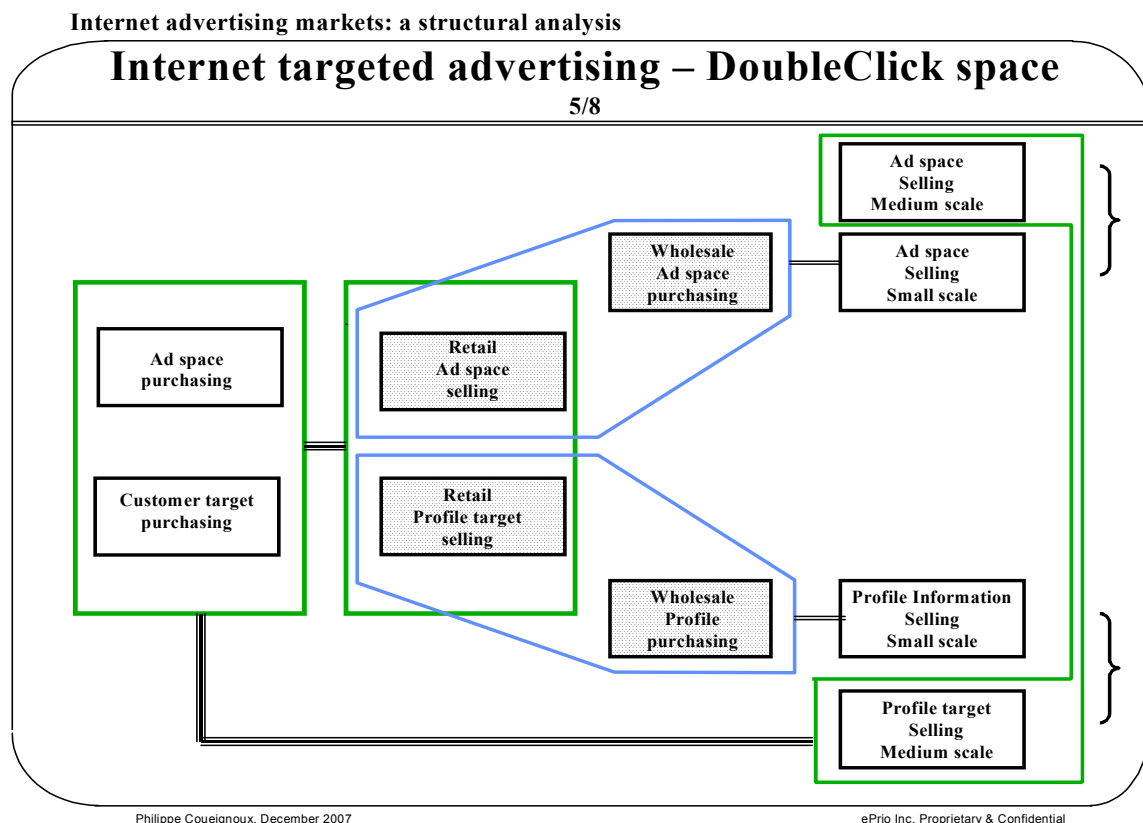 Internet advertising markets: a structural analysis
Internet targeted advertising – DoubleClick space
5/8
Ad space
Selling
Medium scale
Wholesale
Ad space
purchasing
Ad space
Selling
Small scale
Ad space
purchasing
Retail
Ad space
selling
Customer target
purchasing
Retail
Profile target
selling
Wholesale
Profile
purchasing
Profile Information
Selling
Small scale
Profile target
Selling
Medium scale
Philippe Coueignoux, December 2007
ePrio Inc. Proprietary & Confidential